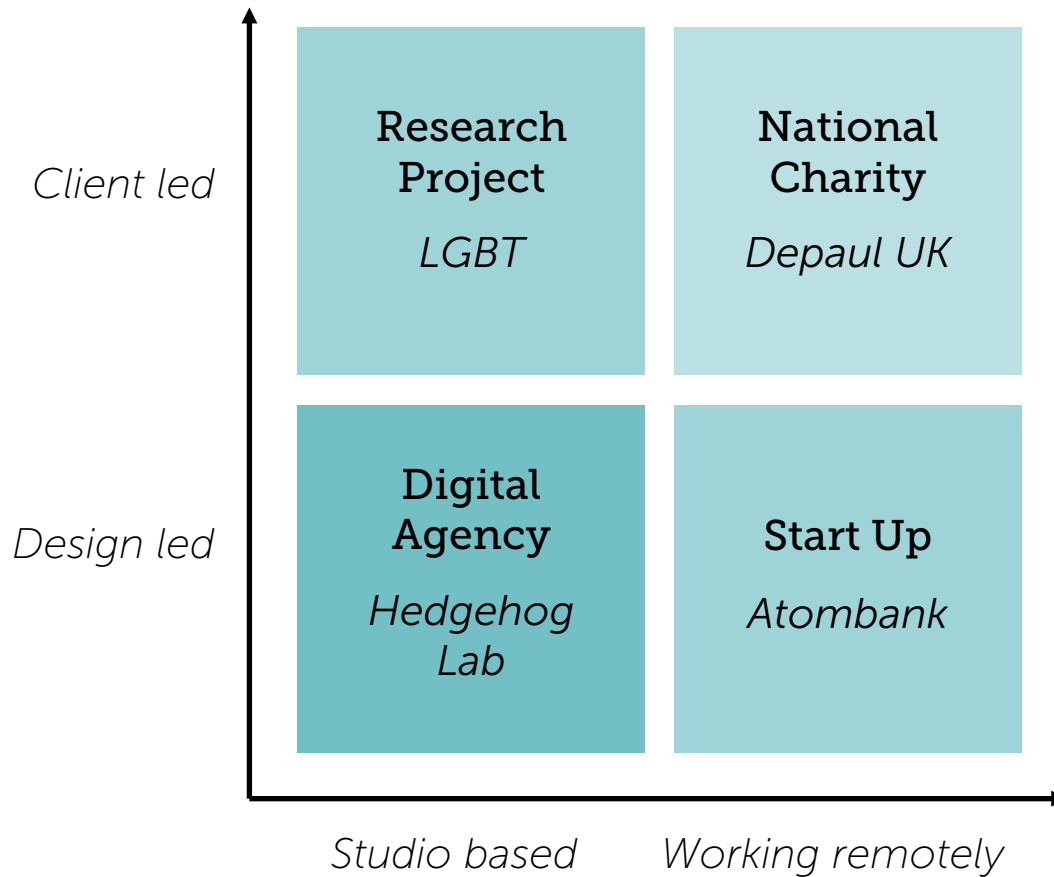 Client led
Research
Project
LGBT
National
Charity
Depaul UK
Design led
Digital
Agency
Hedgehog
Lab
Start Up
Atombank
Studio based
Working remotely